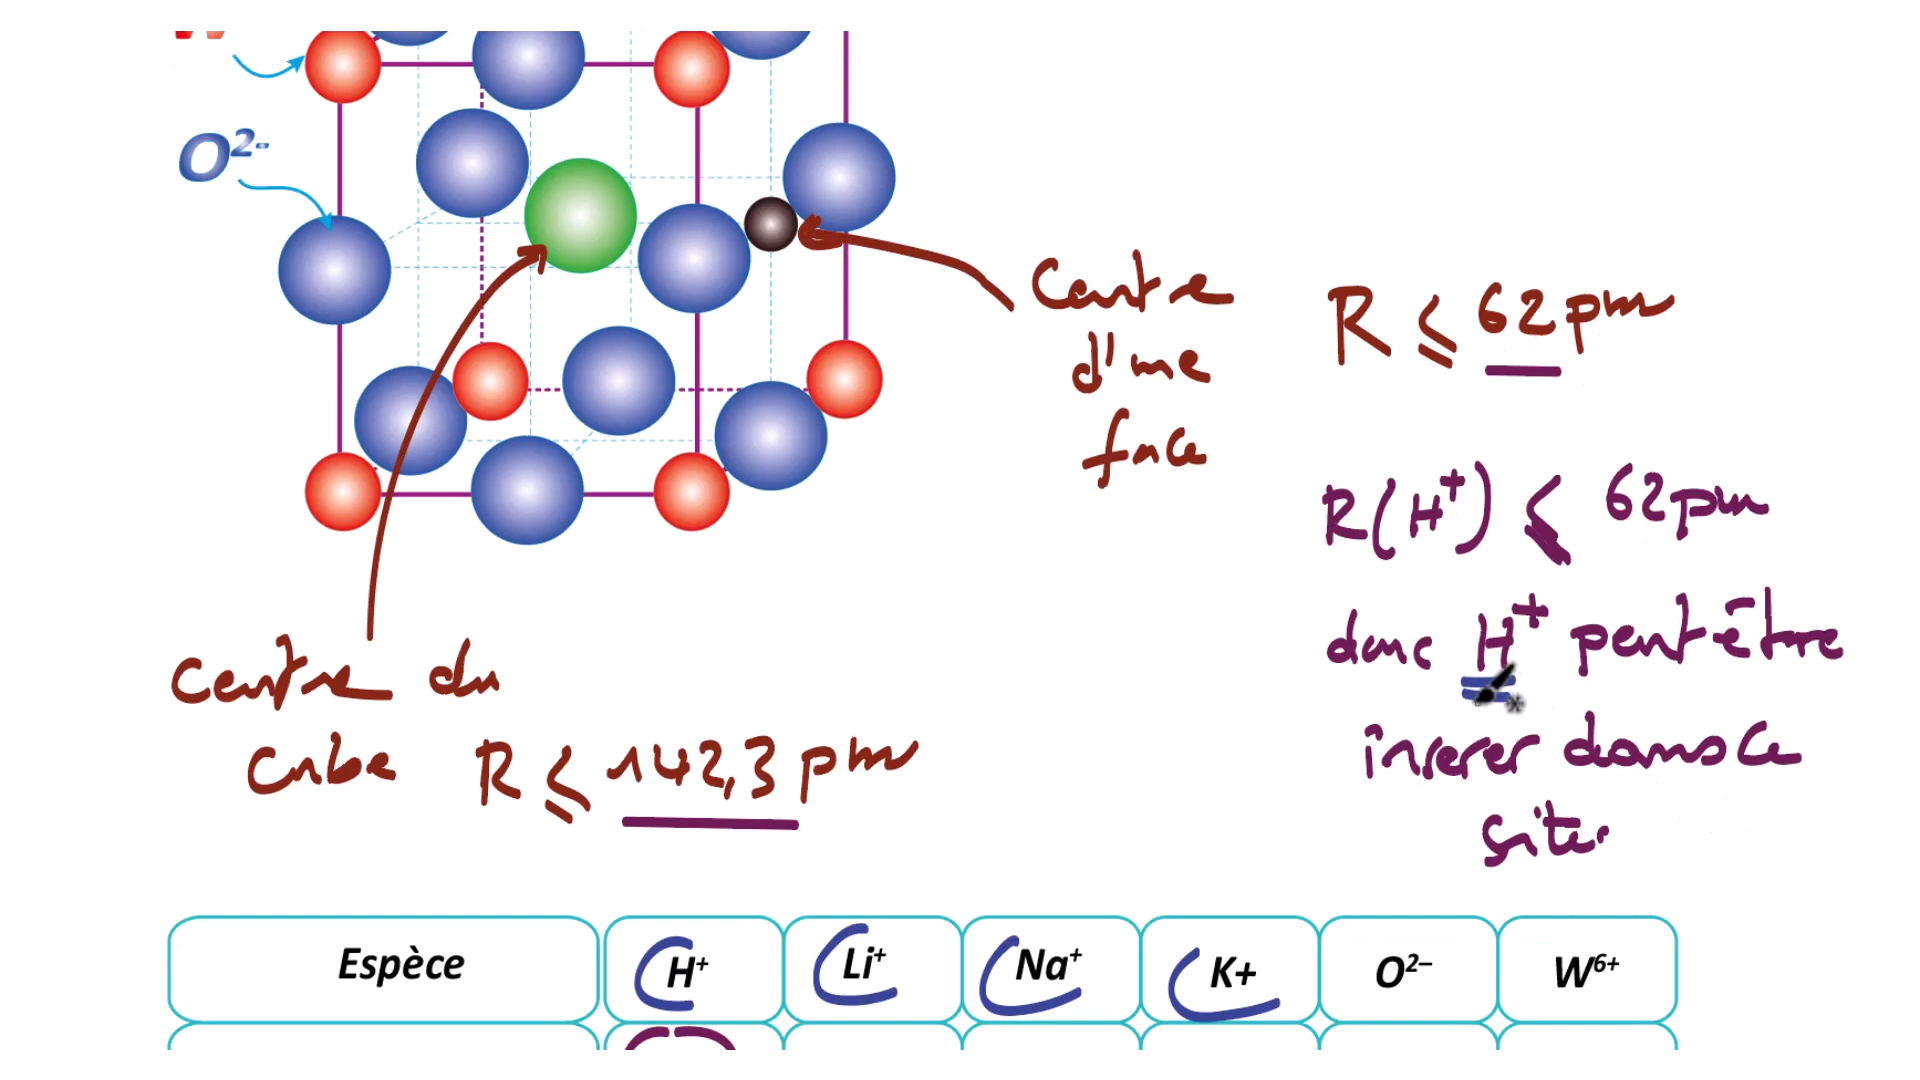 O²⁻
Centre
d'une
face
R ⩽ 62 pm
R(H⁺) < 62 pm
donc H⁺ peut être
insérer dans ce
site.
Centre du
cube R ⩽ 142,3 pm
Espèce H⁺ Li⁺ Na⁺ K+ O²⁻ W⁶⁺